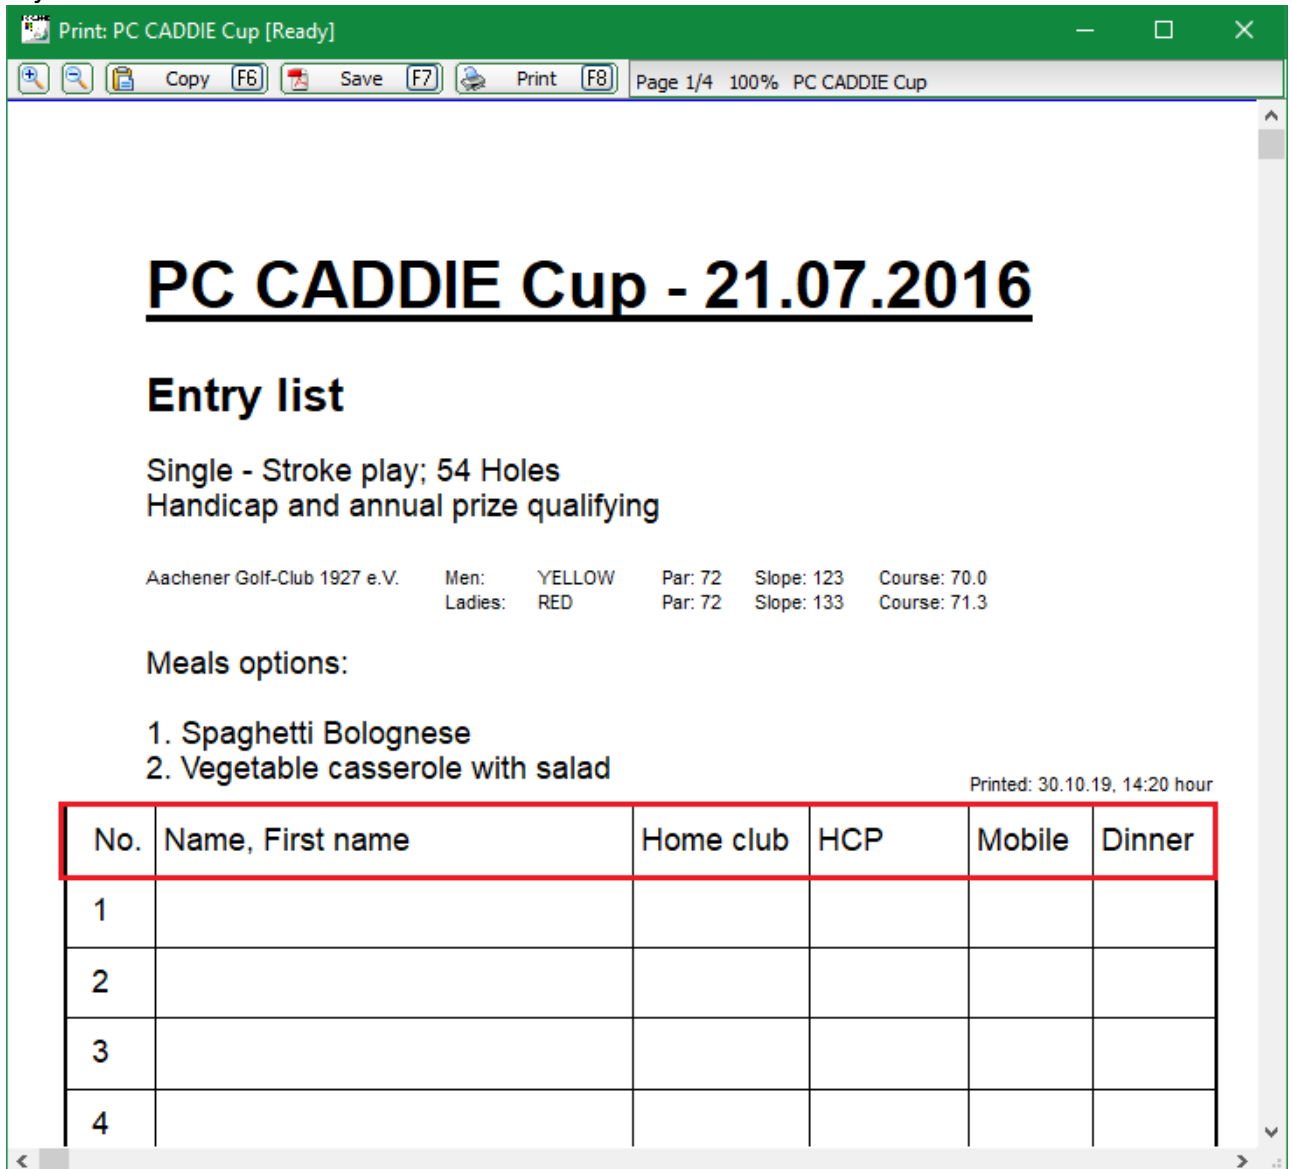 Print: PC CADDIE Cup [Ready]
Copy F6 Save F7 Print F8 Page 1/4 100% PC CADDIE Cup
PC CADDIE Cup - 21.07.2016
Entry list
Single - Stroke play; 54 Holes
Handicap and annual prize qualifying
Aachener Golf-Club 1927 e.V. Men: YELLOW Par: 72 Slope: 123 Course: 70.0
Ladies: RED Par: 72 Slope: 133 Course: 71.3
Meals options:
1. Spaghetti Bolognese
2. Vegetable casserole with salad
Printed: 30.10.19, 14:20 hour
No. Name, First name Home club HCP Mobile Dinner
1
2
3
4